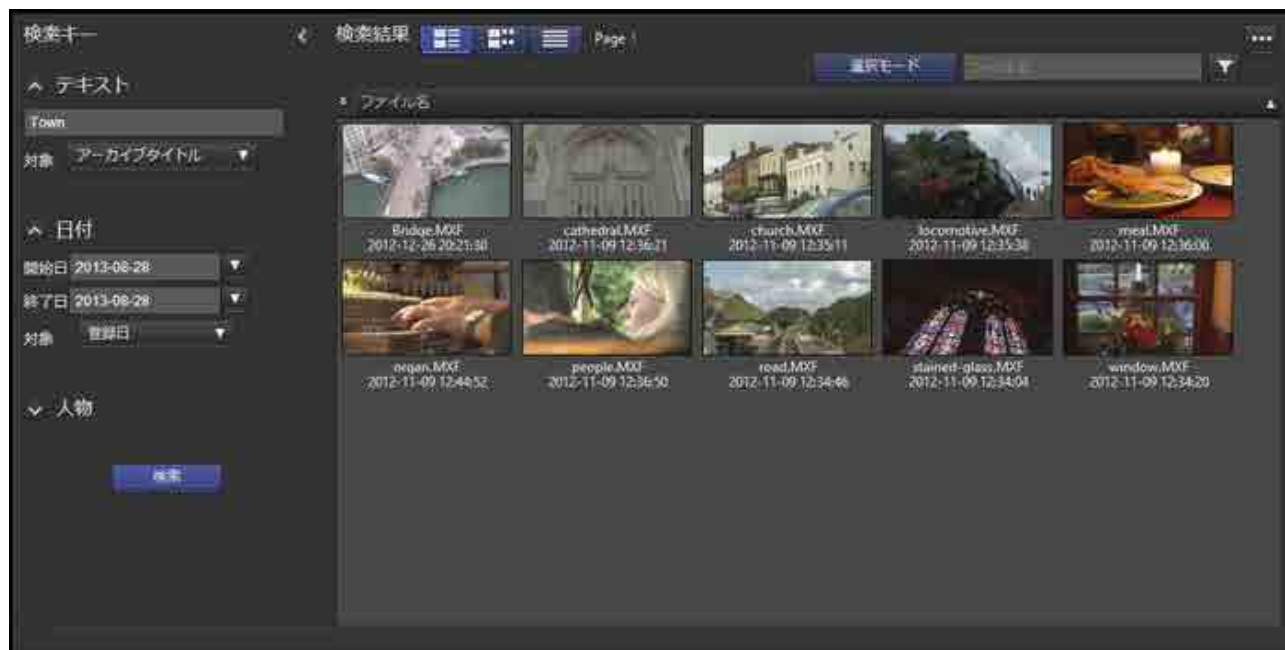 検索キー
検索結果 Page 1
選択モード
テキスト
Town
対象 アーカイブタイトル
日付
開始日 2013-08-28
終了日 2013-08-28
対象 登録日
人物
検索
ファイル名
Bridge.MXF
2012-12-26 20:21:30
cathedral.MXF
2012-11-09 12:36:21
church.MXF
2012-11-09 12:35:11
locomotive.MXF
2012-11-09 12:35:38
meal.MXF
2012-11-09 12:36:06
organ.MXF
2012-11-09 12:44:52
people.MXF
2012-11-09 12:36:50
road.MXF
2012-11-09 12:34:46
stained-glass.MXF
2012-11-09 12:34:04
window.MXF
2012-11-09 12:34:20